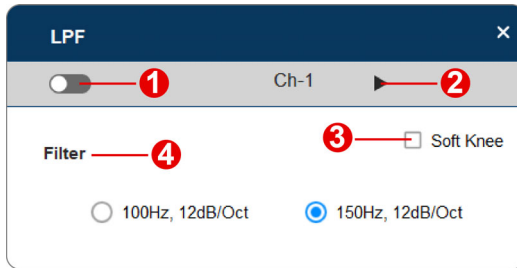 LPF ×
1 Ch-1 2
3 Soft Knee
Filter 4
100Hz, 12dB/Oct 150Hz, 12dB/Oct